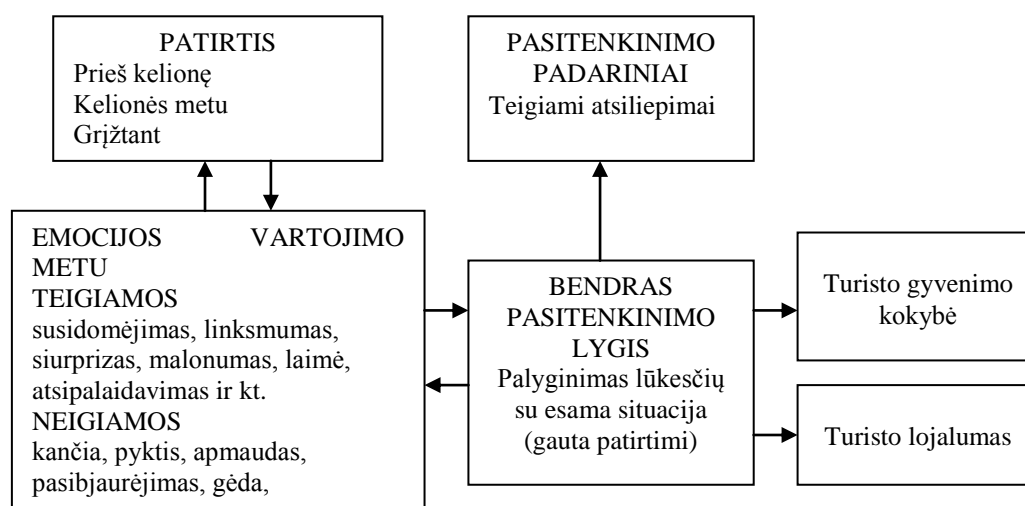 PATIRTIS
Prieš kelionę
Kelionės metu
Grįžtant
PASITENKINIMO
PADARINIAI
Teigiami atsiliepimai
EMOCIJOS VARTOJIMO
METU
TEIGIAMOS
susidomėjimas, linksmumas,
siurprizas, malonumas, laimė,
atsipalaidavimas ir kt.
NEIGIAMOS
kančia, pyktis, apmaudas,
pasibjaurėjimas, gėda,
BENDRAS
PASITENKINIMO
LYGIS
Palyginimas lūkesčių
su esama situacija
(gauta patirtimi)
Turisto gyvenimo
kokybė
Turisto lojalumas